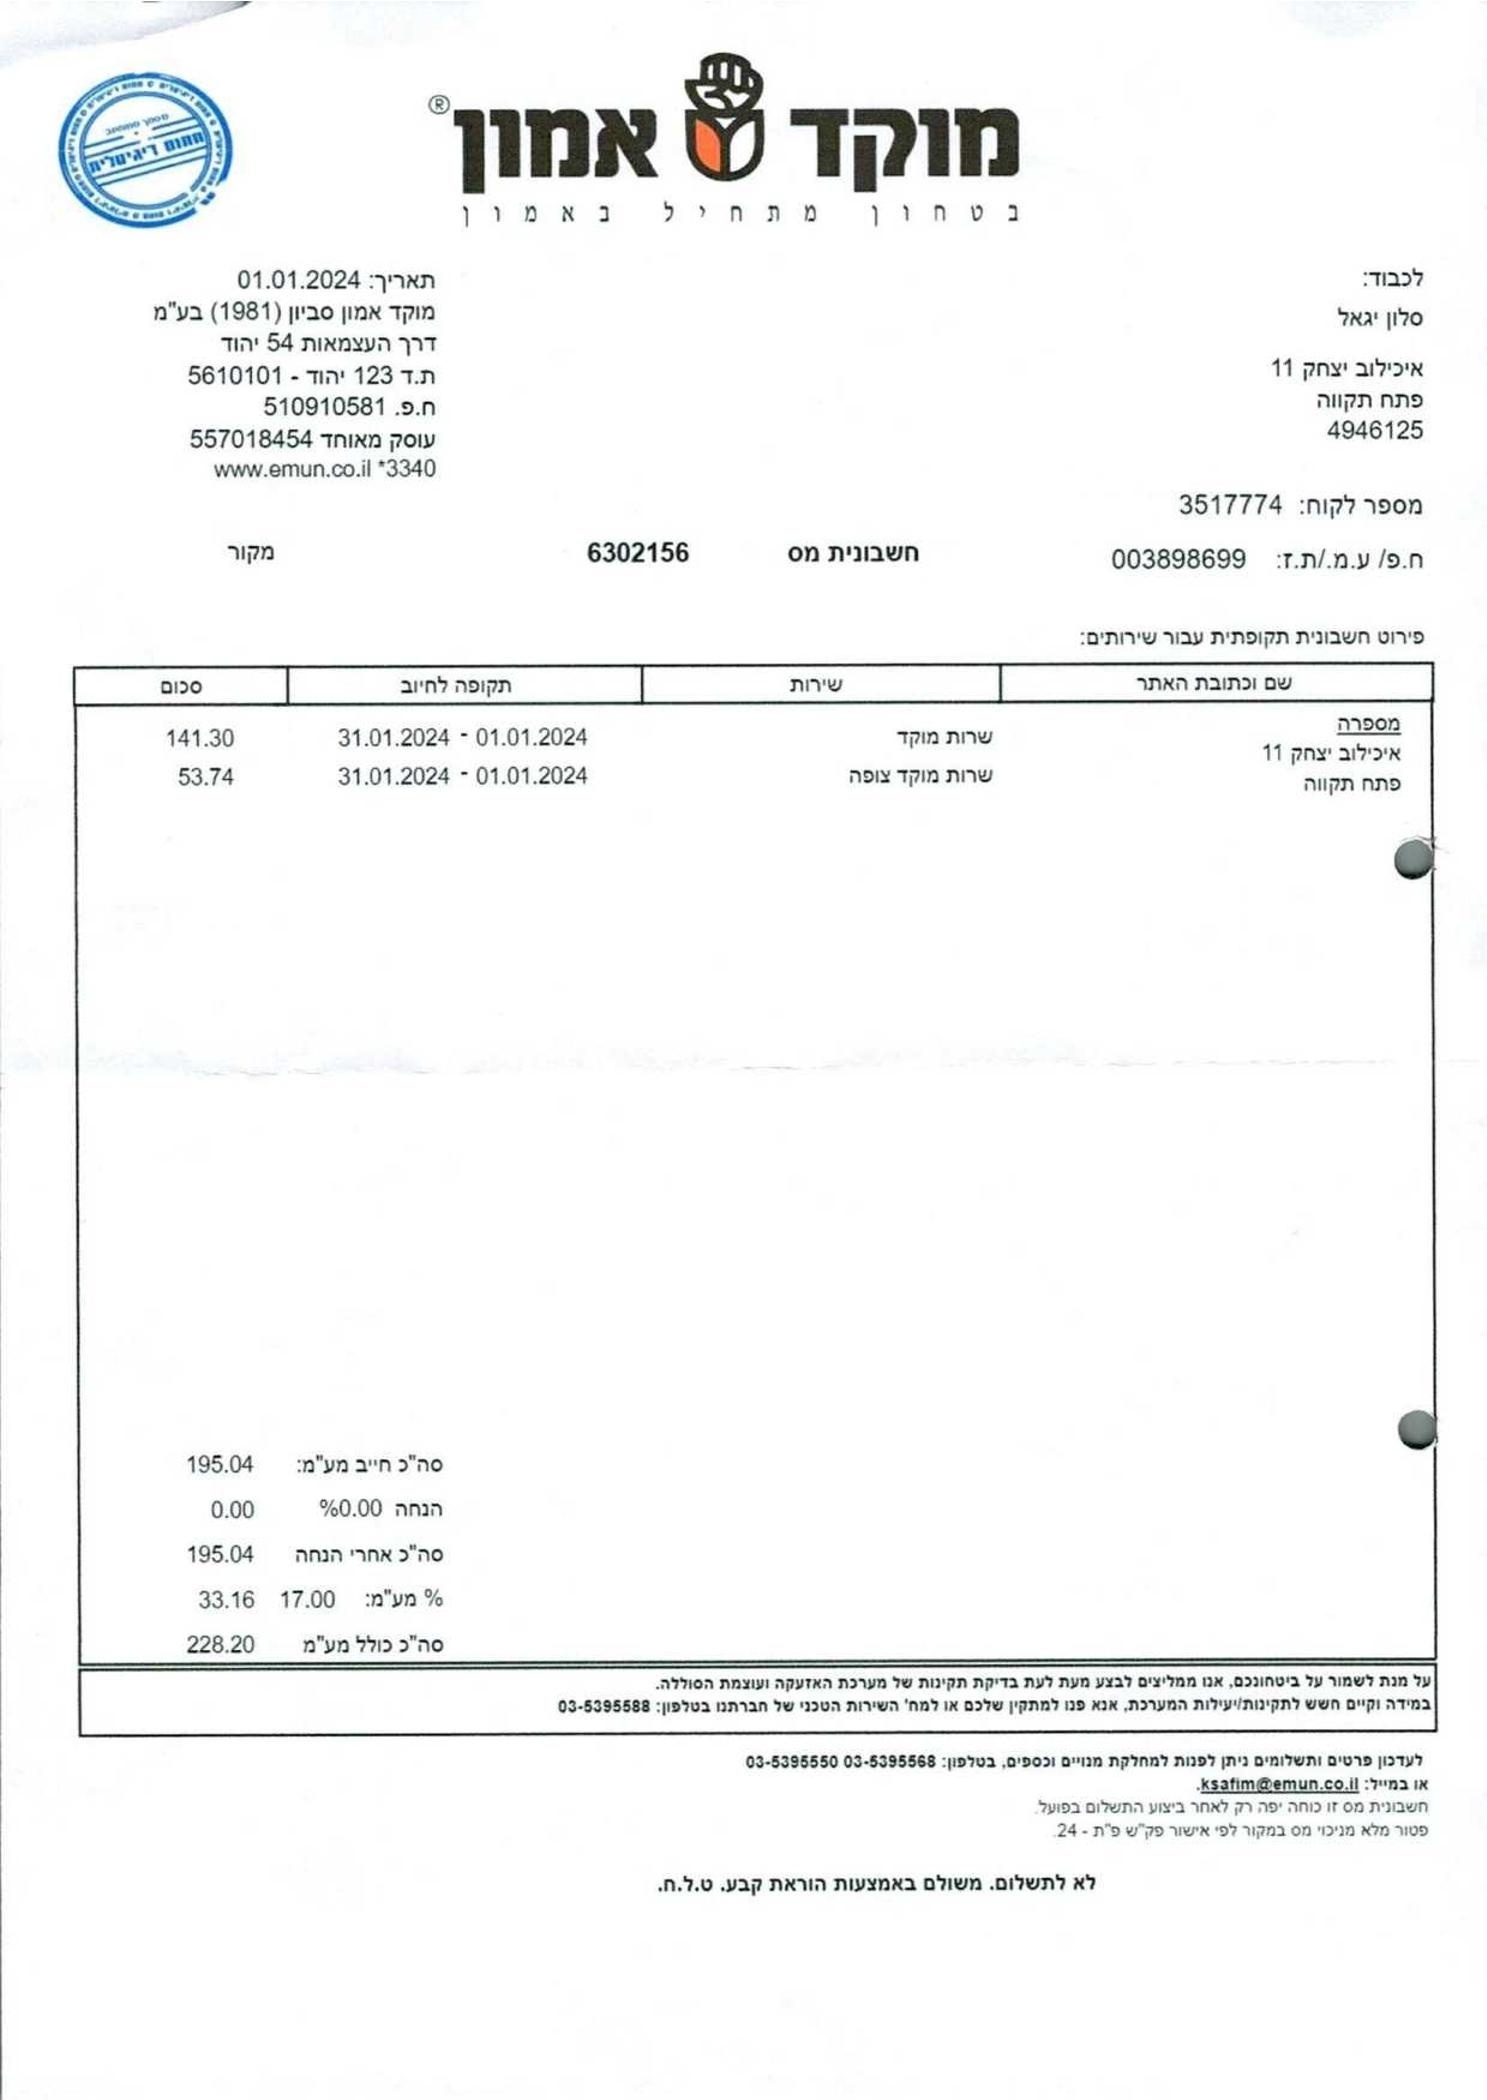 מוקד אמון®
בטחון מתחיל באמון
מסמך ממוחשב
חתום דיגיטלית
לכבוד:
סלון יגאל
איכילוב יצחק 11
פתח תקווה
4946125
תאריך: 01.01.2024
מוקד אמון סביון (1981) בע"מ
דרך העצמאות 54 יהוד
ת.ד 123 יהוד - 5610101
ח.פ. 510910581
עוסק מאוחד 557018454
www.emun.co.il *3340
מספר לקוח: 3517774
ח.פ/ ע.מ./ת.ז: 003898699 חשבונית מס 6302156 מקור
פירוט חשבונית תקופתית עבור שירותים:
שם וכתובת האתר שירות תקופה לחיוב סכום
מספרה
איכילוב יצחק 11
פתח תקווה
שרות מוקד 01.01.2024 - 31.01.2024 141.30
שרות מוקד צופה 01.01.2024 - 31.01.2024 53.74
סה"כ חייב מע"מ: 195.04
הנחה 0.00% 0.00
סה"כ אחרי הנחה 195.04
% מע"מ: 17.00 33.16
סה"כ כולל מע"מ 228.20
על מנת לשמור על ביטחונכם, אנו ממליצים לבצע מעת לעת בדיקת תקינות של מערכת האזעקה ועוצמת הסוללה.
במידה וקיים חשש לתקינות/יעילות המערכת, אנא פנו למתקין שלכם או למח' השירות הטכני של חברתנו בטלפון: 03-5395588
לעדכון פרטים ותשלומים ניתן לפנות למחלקת מנויים וכספים, בטלפון: 03-5395568 03-5395550
או במייל: ksafim@emun.co.il.
חשבונית מס זו כוחה יפה רק לאחר ביצוע התשלום בפועל.
פטור מלא מניכוי מס במקור לפי אישור פק"ש פ"ת - 24.
לא לתשלום. משולם באמצעות הוראת קבע. ט.ל.ח.